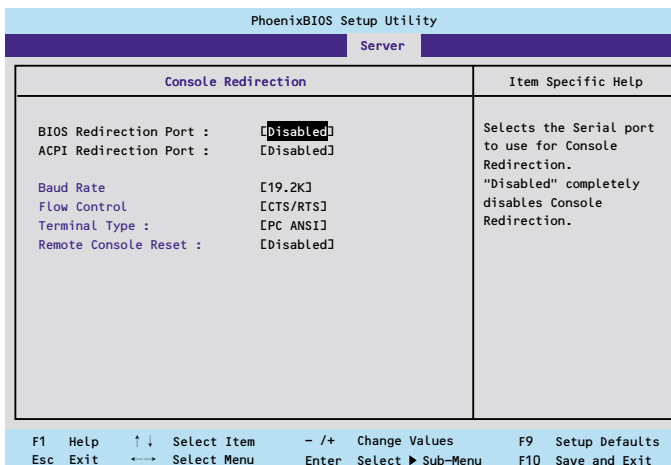 PhoenixBIOS Setup Utility
Server
Console Redirection
Item Specific Help
BIOS Redirection Port : [Disabled]
ACPI Redirection Port : [Disabled]
Baud Rate [19.2K]
Flow Control [CTS/RTS]
Terminal Type : [PC ANSI]
Remote Console Reset : [Disabled]
Selects the Serial port
to use for Console
Redirection.
"Disabled" completely
disables Console
Redirection.
F1 Help ↑↓ Select Item - /+ Change Values F9 Setup Defaults
Esc Exit ←→ Select Menu Enter Select ▶ Sub-Menu F10 Save and Exit